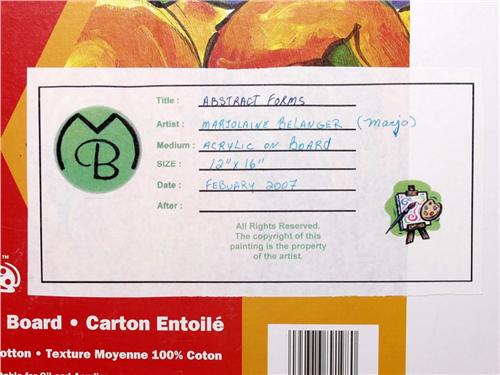 Title : ABSTRACT FORMS
Artist : MARJOLAINE BELANGER (Marjo)
Medium : ACRYLIC ON BOARD
SIZE : 12" x 16"
Date : FEBUARY 2007
After :
All Rights Reserved.
The copyright of this
painting is the property
of the artist.
MB
TM
Board • Carton Entoilé
otton • Texture Moyenne 100% Coton